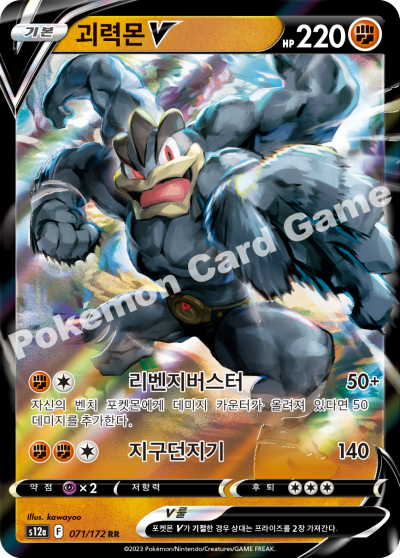 기본 괴력몬 V HP 220
Pokémon Card Game
리벤지버스터 50+
자신의 벤치 포켓몬에게 데미지 카운터가 올려져 있다면 50
데미지를 추가한다.
지구던지기 140
약점 ×2 저항력 후퇴
Illus. kawayoo
V룰
s12a F 071/172 RR
포켓몬 V가 기절한 경우 상대는 프라이즈를 2장 가져간다.
©2023 Pokémon/Nintendo/Creatures/GAME FREAK.